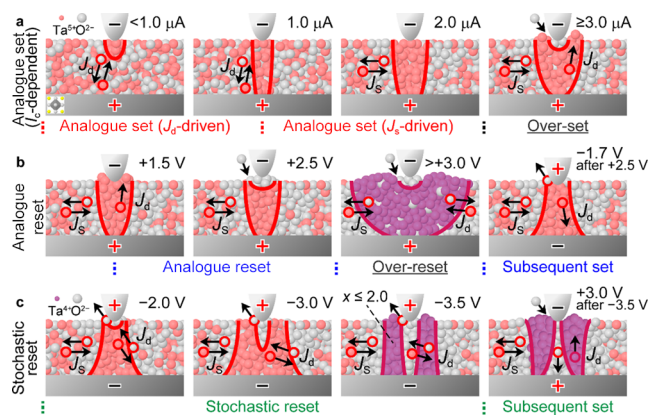 a
Ta⁵⁺O²⁻
<1.0 μA
1.0 μA
2.0 μA
≥3.0 μA
Analogue set
(Ic-dependent)
Jd
Jd
JS
JS
Jd
− − − −
+ + + +
Analogue set (Jd-driven)
Analogue set (Js-driven)
Over-set
b
+1.5 V
+2.5 V
>+3.0 V
−1.7 V
after +2.5 V
Analogue
reset
JS
Jd
JS
JS
Jd
JS
Jd
− − − +
+ + + −
Analogue reset
Over-reset
Subsequent set
c
Ta⁴⁺O²⁻
−2.0 V
−3.0 V
x ≤ 2.0
−3.5 V
+3.0 V
after −3.5 V
Stochastic
reset
JS
Jd
JS
Jd
JS
Jd
JS
Jd
+ + + −
− − − +
Stochastic reset
Subsequent set